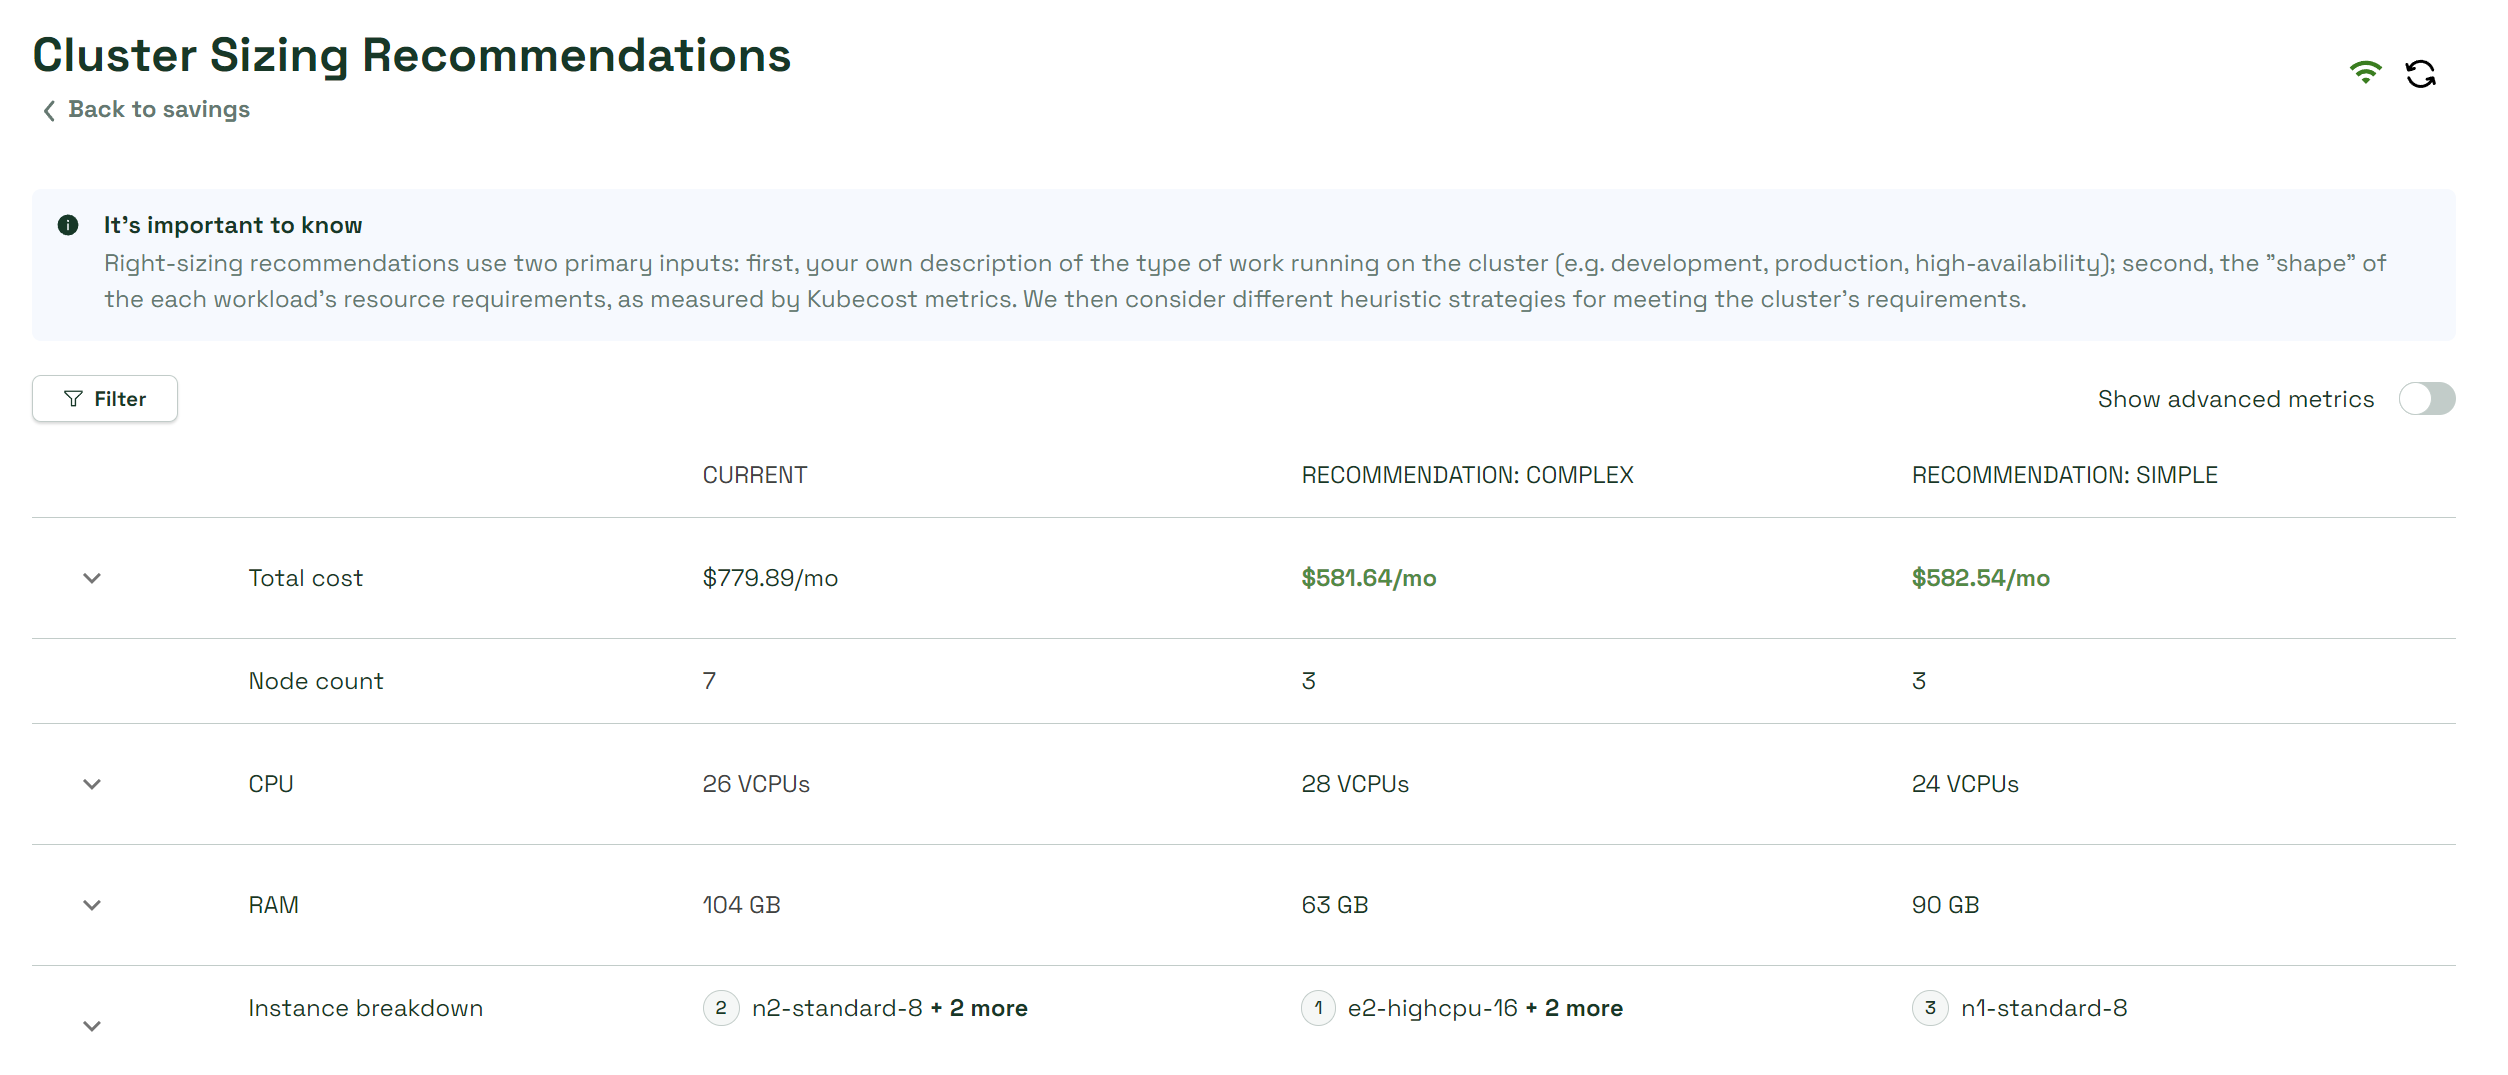 Cluster Sizing Recommendations
Back to savings
It's important to know
Right-sizing recommendations use two primary inputs: first, your own description of the type of work running on the cluster (e.g. development, production, high-availability); second, the "shape" of
the each workload's resource requirements, as measured by Kubecost metrics. We then consider different heuristic strategies for meeting the cluster's requirements.
Filter
Show advanced metrics
CURRENT RECOMMENDATION: COMPLEX RECOMMENDATION: SIMPLE
Total cost $779.89/mo $581.64/mo $582.54/mo
Node count 7 3 3
CPU 26 VCPUs 28 VCPUs 24 VCPUs
RAM 104 GB 63 GB 90 GB
Instance breakdown 2 n2-standard-8 + 2 more 1 e2-highcpu-16 + 2 more 3 n1-standard-8